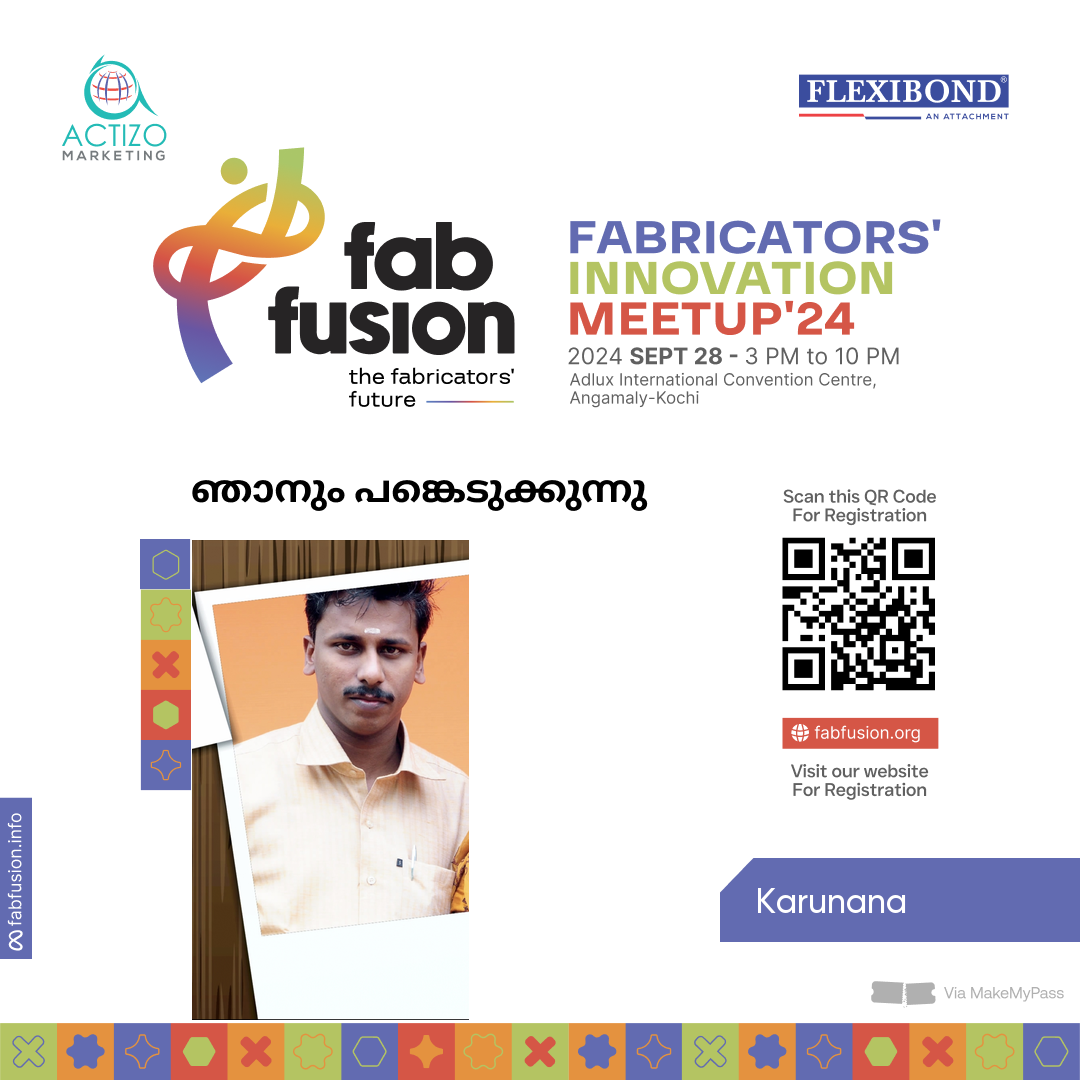 ACTIZO
MARKETING
FLEXIBOND®
AN ATTACHMENT
fab
fusion
the fabricators'
future
FABRICATORS'
INNOVATION
MEETUP'24
2024 SEPT 28 - 3 PM to 10 PM
Adlux International Convention Centre,
Angamaly-Kochi
ഞാനും പങ്കെടുക്കുന്നു
Scan this QR Code
For Registration
fabfusion.org
Visit our website
For Registration
fabfusion.info
Karunana
Via MakeMyPass